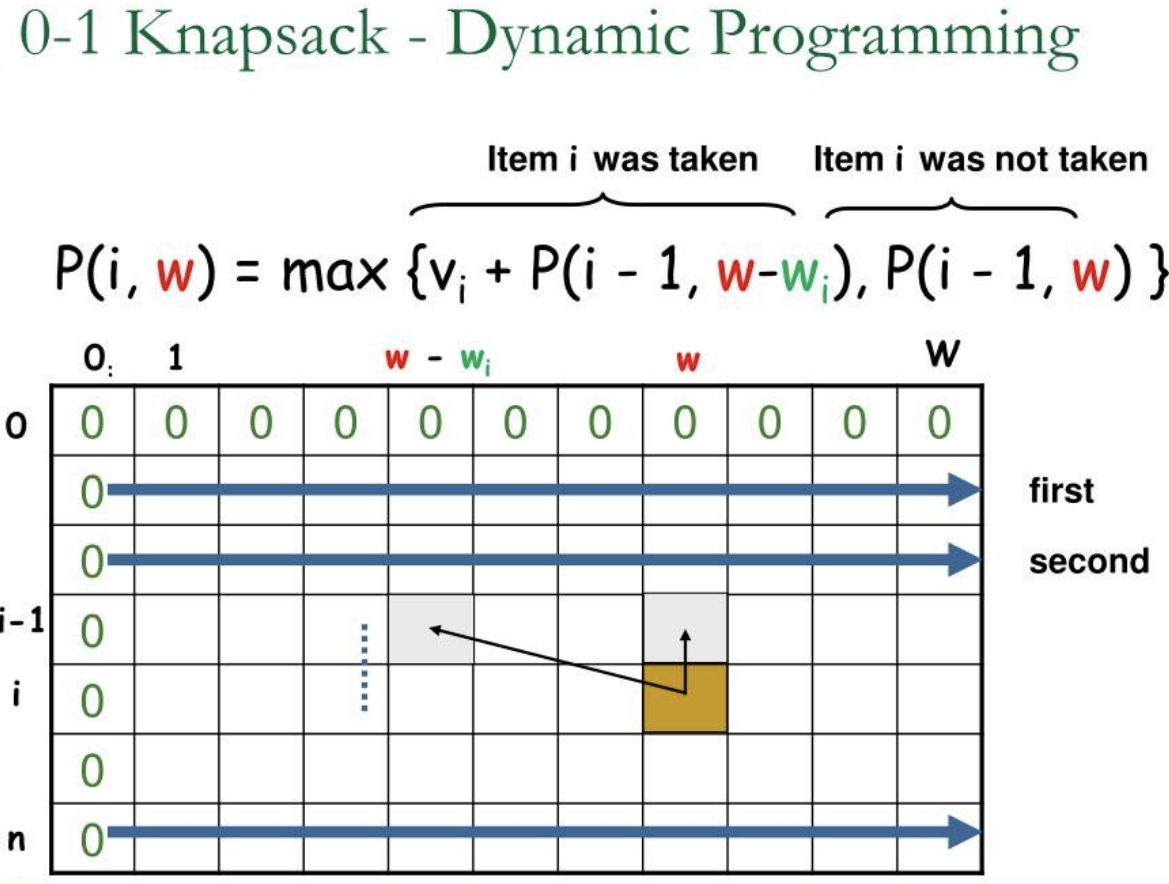 0-1 Knapsack - Dynamic Programming
Item i was taken Item i was not taken
P(i, w) = max {vᵢ + P(i - 1, w-wᵢ), P(i - 1, w) }
0: 1 w - wᵢ w W
0 0 0 0 0 0 0 0 0 0 0 0
0 first
0 second
i-1 0
i 0
0
n 0